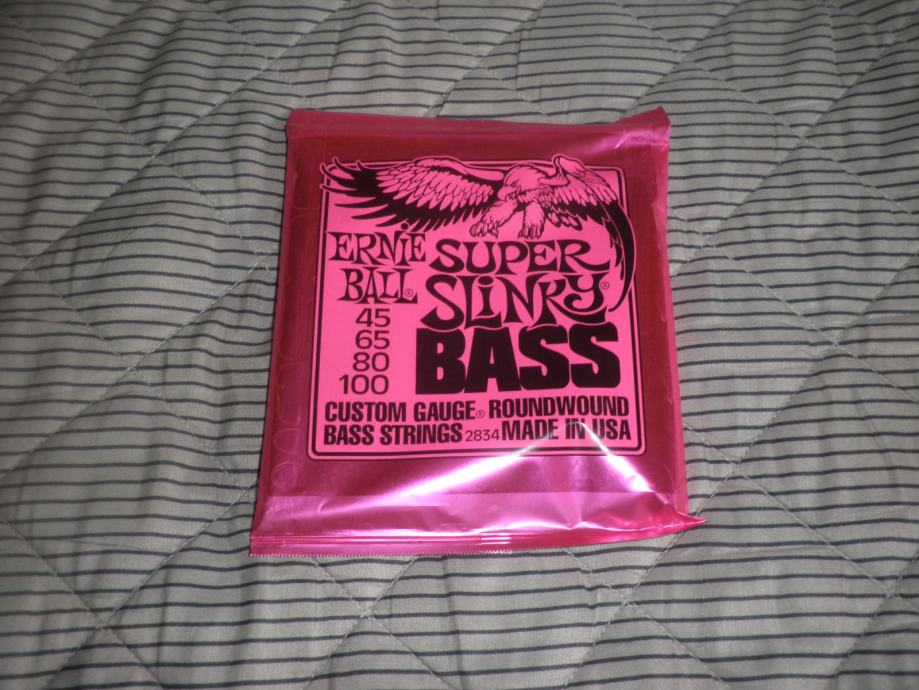 ERNIE
BALL®
SUPER
SLINKY®
BASS
45
65
80
100
CUSTOM GAUGE® ROUNDWOUND
BASS STRINGS 2834 MADE IN USA